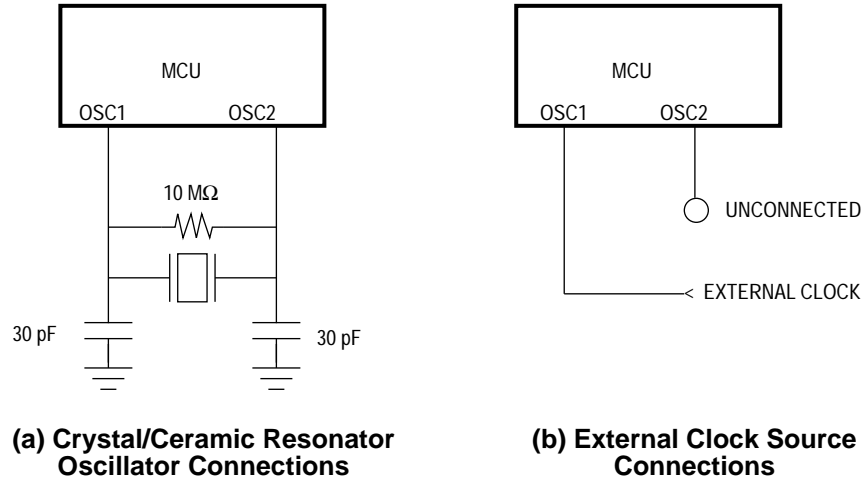 MCU
OSC1 OSC2
10 MΩ
30 pF
30 pF
(a) Crystal/Ceramic Resonator
Oscillator Connections
MCU
OSC1 OSC2
UNCONNECTED
< EXTERNAL CLOCK
(b) External Clock Source
Connections